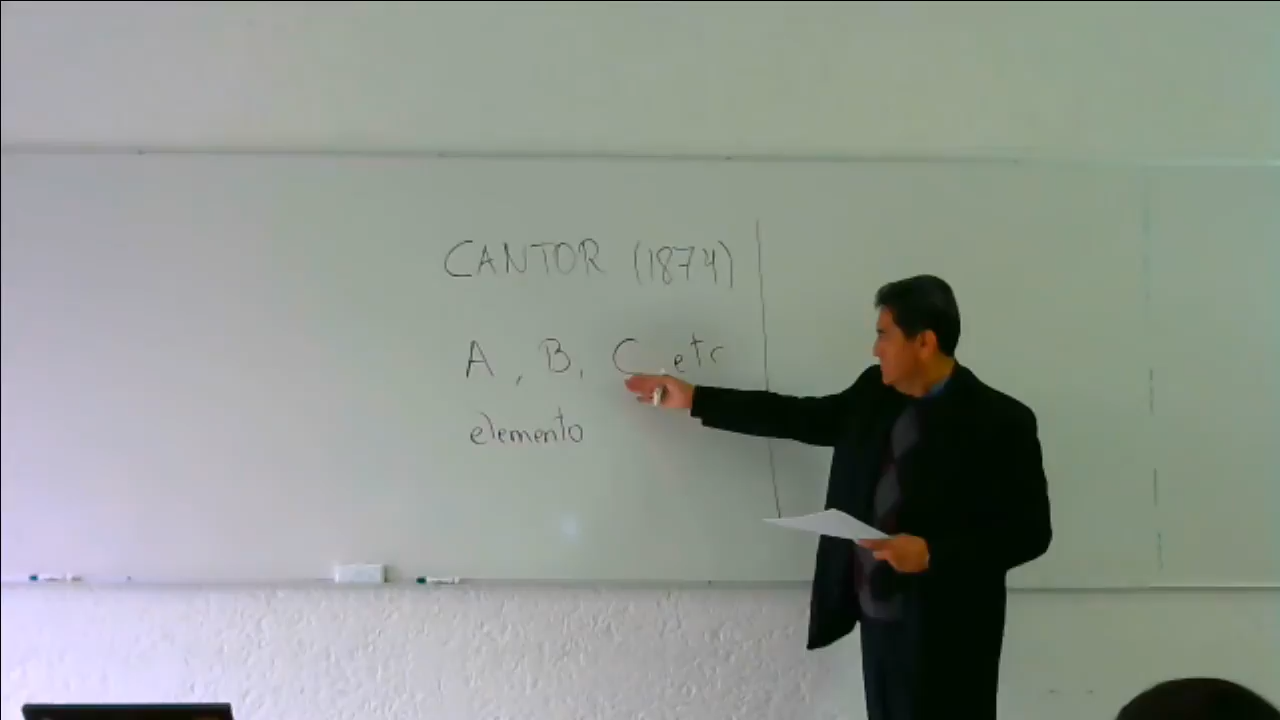 CANTOR (1874)
A, B, C etc
elemento